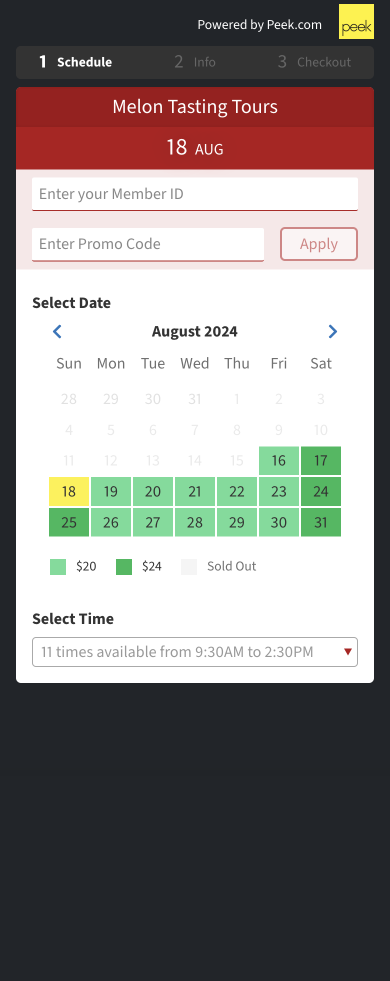 Powered by Peek.com peek
1 Schedule 2 Info 3 Checkout
Melon Tasting Tours
18 AUG
Enter your Member ID
Enter Promo Code Apply
Select Date
August 2024
Sun Mon Tue Wed Thu Fri Sat
28 29 30 31 1 2 3
4 5 6 7 8 9 10
11 12 13 14 15 16 17
18 19 20 21 22 23 24
25 26 27 28 29 30 31
$20 $24 Sold Out
Select Time
11 times available from 9:30AM to 2:30PM